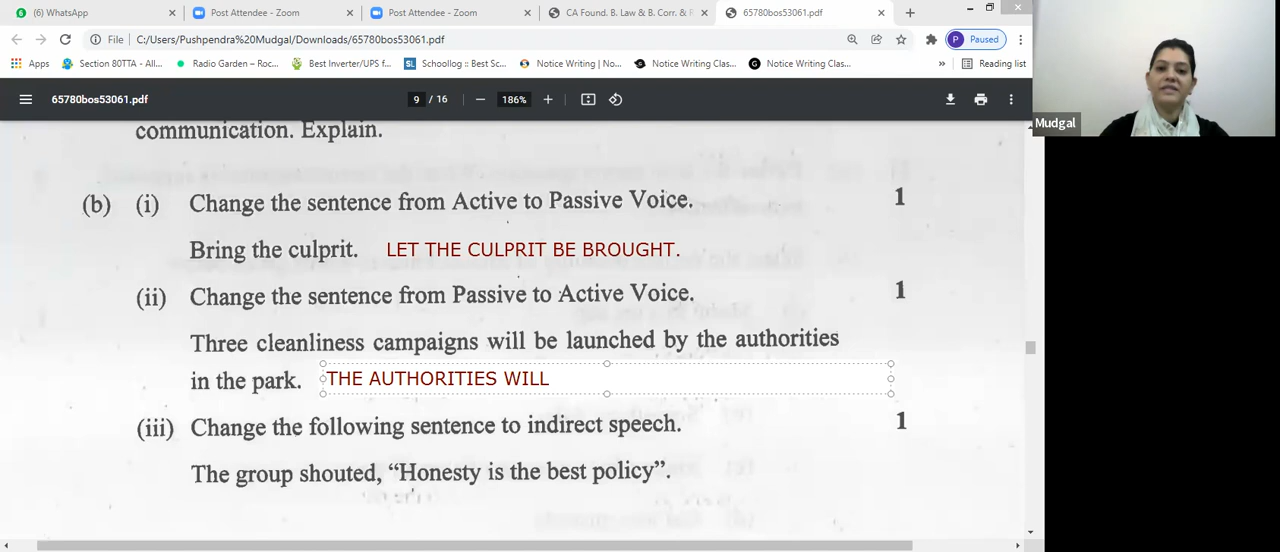 (6) WhatsApp
Post Attendee - Zoom
Post Attendee - Zoom
CA Found. B. Law & B. Corr. & R
65780bos53061.pdf
File
C:/Users/Pushpendra%20Mudgal/Downloads/65780bos53061.pdf
P Paused
Apps
Section 80TTA - All...
Radio Garden – Roc...
Best Inverter/UPS f...
Schoollog :: Best Sc...
Notice Writing | No...
Notice Writing Clas...
Notice Writing Clas...
Reading list
65780bos53061.pdf
9 / 16
186%
Mudgal
communication. Explain.
(b) (i) Change the sentence from Active to Passive Voice. 1
Bring the culprit. LET THE CULPRIT BE BROUGHT.
(ii) Change the sentence from Passive to Active Voice. 1
Three cleanliness campaigns will be launched by the authorities
in the park. THE AUTHORITIES WILL
(iii) Change the following sentence to indirect speech. 1
The group shouted, “Honesty is the best policy”.